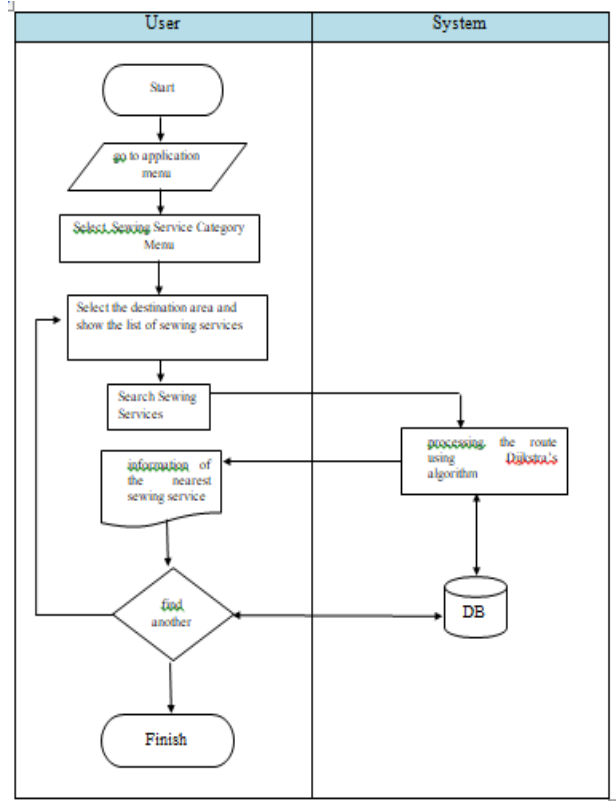 User
System
Start
go to application
menu
Select Sewing Service Category
Menu
Select the destination area and
show the list of sewing services
Search Sewing
Services
processing the route
using Dijkstra's
algorithm
information of
the nearest
sewing service
find
another
DB
Finish